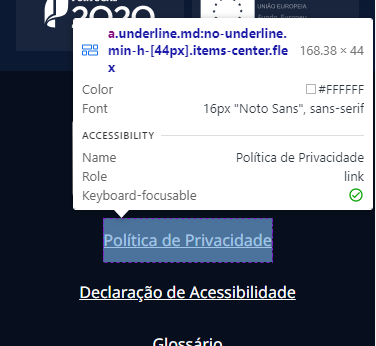 2020
UNIÃO EUROPEIA
a.underline.md:no-underline.
min-h-[44px].items-center.fle
x
168.38 × 44
Color #FFFFFF
Font 16px "Noto Sans", sans-serif
ACCESSIBILITY
Name Política de Privacidade
Role link
Keyboard-focusable
Política de Privacidade
Declaração de Acessibilidade
Glossário